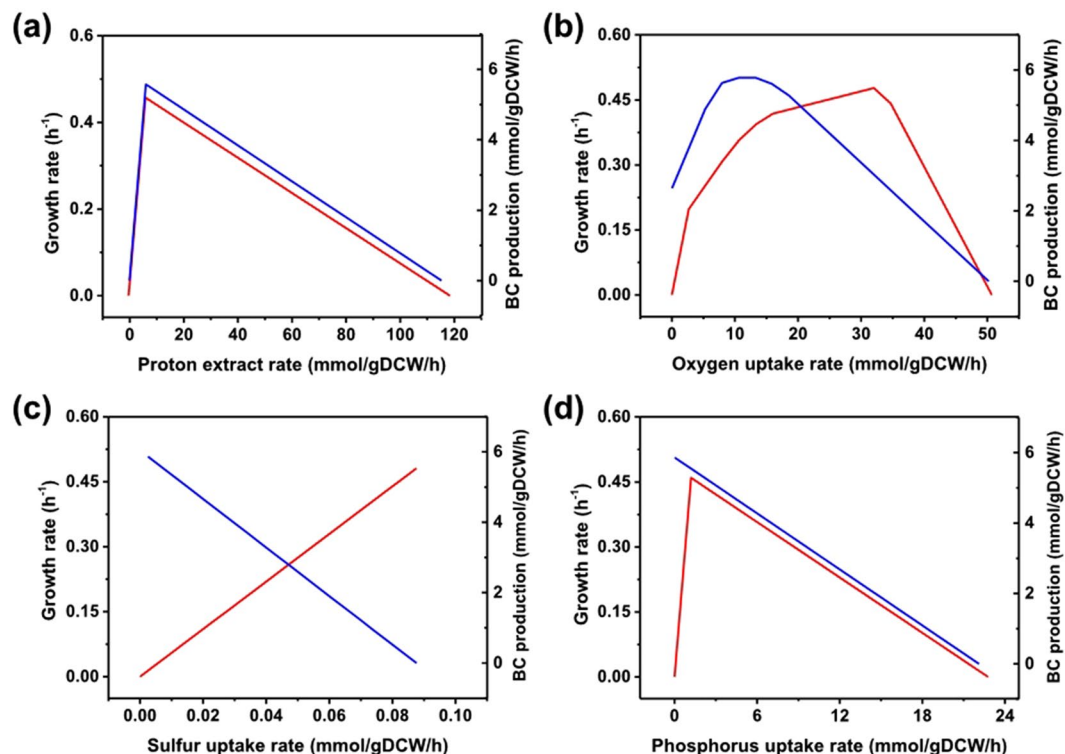 (a)
0.6
0.4
0.2
0.0
Growth rate (h⁻¹)
6
4
2
0
BC production (mmol/gDCW/h)
0 20 40 60 80 100 120
Proton extract rate (mmol/gDCW/h)
(b)
0.60
0.45
0.30
0.15
0.00
Growth rate (h⁻¹)
6
4
2
0
BC production (mmol/gDCW/h)
0 10 20 30 40 50
Oxygen uptake rate (mmol/gDCW/h)
(c)
0.60
0.45
0.30
0.15
0.00
Growth rate (h⁻¹)
6
4
2
0
BC production (mmol/gDCW/h)
0.00 0.02 0.04 0.06 0.08 0.10
Sulfur uptake rate (mmol/gDCW/h)
(d)
0.60
0.45
0.30
0.15
0.00
Growth rate (h⁻¹)
6
4
2
0
BC production (mmol/gDCW/h)
0 6 12 18 24
Phosphorus uptake rate (mmol/gDCW/h)